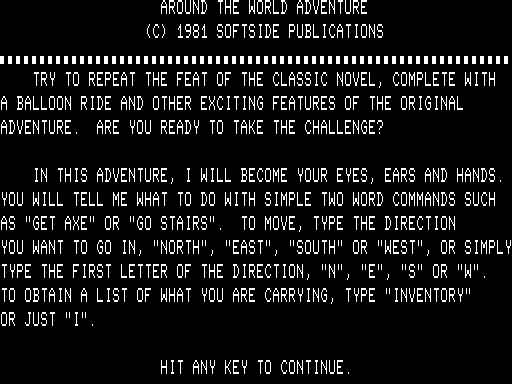 AROUND THE WORLD ADVENTURE
(C) 1981 SOFTSIDE PUBLICATIONS
TRY TO REPEAT THE FEAT OF THE CLASSIC NOVEL, COMPLETE WITH
A BALLOON RIDE AND OTHER EXCITING FEATURES OF THE ORIGINAL
ADVENTURE.  ARE YOU READY TO TAKE THE CHALLENGE?
IN THIS ADVENTURE, I WILL BECOME YOUR EYES, EARS AND HANDS.
YOU WILL TELL ME WHAT TO DO WITH SIMPLE TWO WORD COMMANDS SUCH
AS "GET AXE" OR "GO STAIRS".  TO MOVE, TYPE THE DIRECTION
YOU WANT TO GO IN, "NORTH", "EAST", "SOUTH" OR "WEST", OR SIMPLY
TYPE THE FIRST LETTER OF THE DIRECTION, "N", "E", "S" OR "W".
TO OBTAIN A LIST OF WHAT YOU ARE CARRYING, TYPE "INVENTORY"
OR JUST "I".
HIT ANY KEY TO CONTINUE.